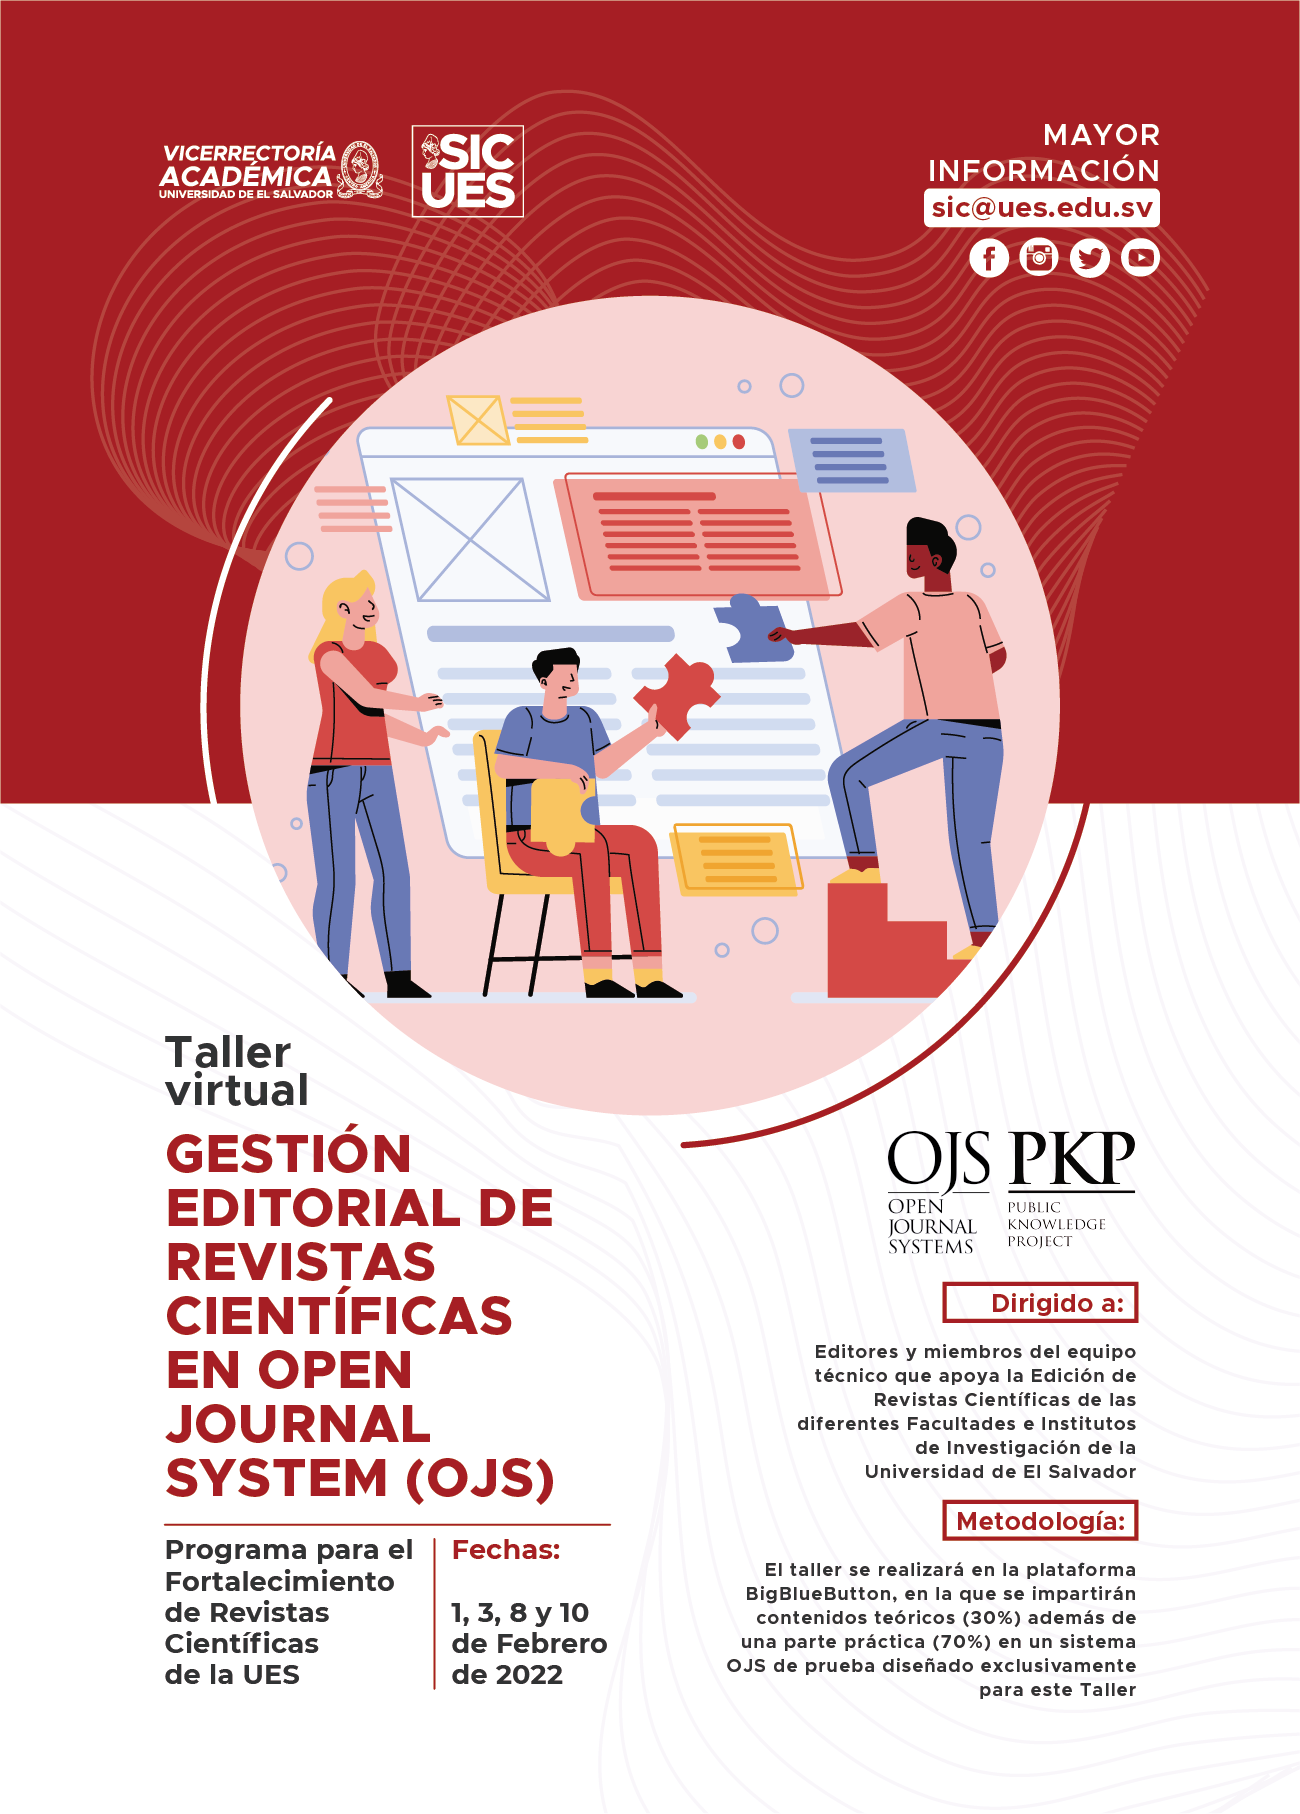 VICERRECTORÍA
ACADÉMICA
UNIVERSIDAD DE EL SALVADOR
SIC
UES
MAYOR
INFORMACIÓN
sic@ues.edu.sv
Taller
virtual
GESTIÓN
EDITORIAL DE
REVISTAS
CIENTÍFICAS
EN OPEN
JOURNAL
SYSTEM (OJS)
Programa para el
Fortalecimiento
de Revistas
Científicas
de la UES
Fechas:
1, 3, 8 y 10
de Febrero
de 2022
OJS
OPEN
JOURNAL
SYSTEMS
PKP
PUBLIC
KNOWLEDGE
PROJECT
Dirigido a:
Editores y miembros del equipo
técnico que apoya la Edición de
Revistas Científicas de las
diferentes Facultades e Institutos
de Investigación de la
Universidad de El Salvador
Metodología:
El taller se realizará en la plataforma
BigBlueButton, en la que se impartirán
contenidos teóricos (30%) además de
una parte práctica (70%) en un sistema
OJS de prueba diseñado exclusivamente
para este Taller